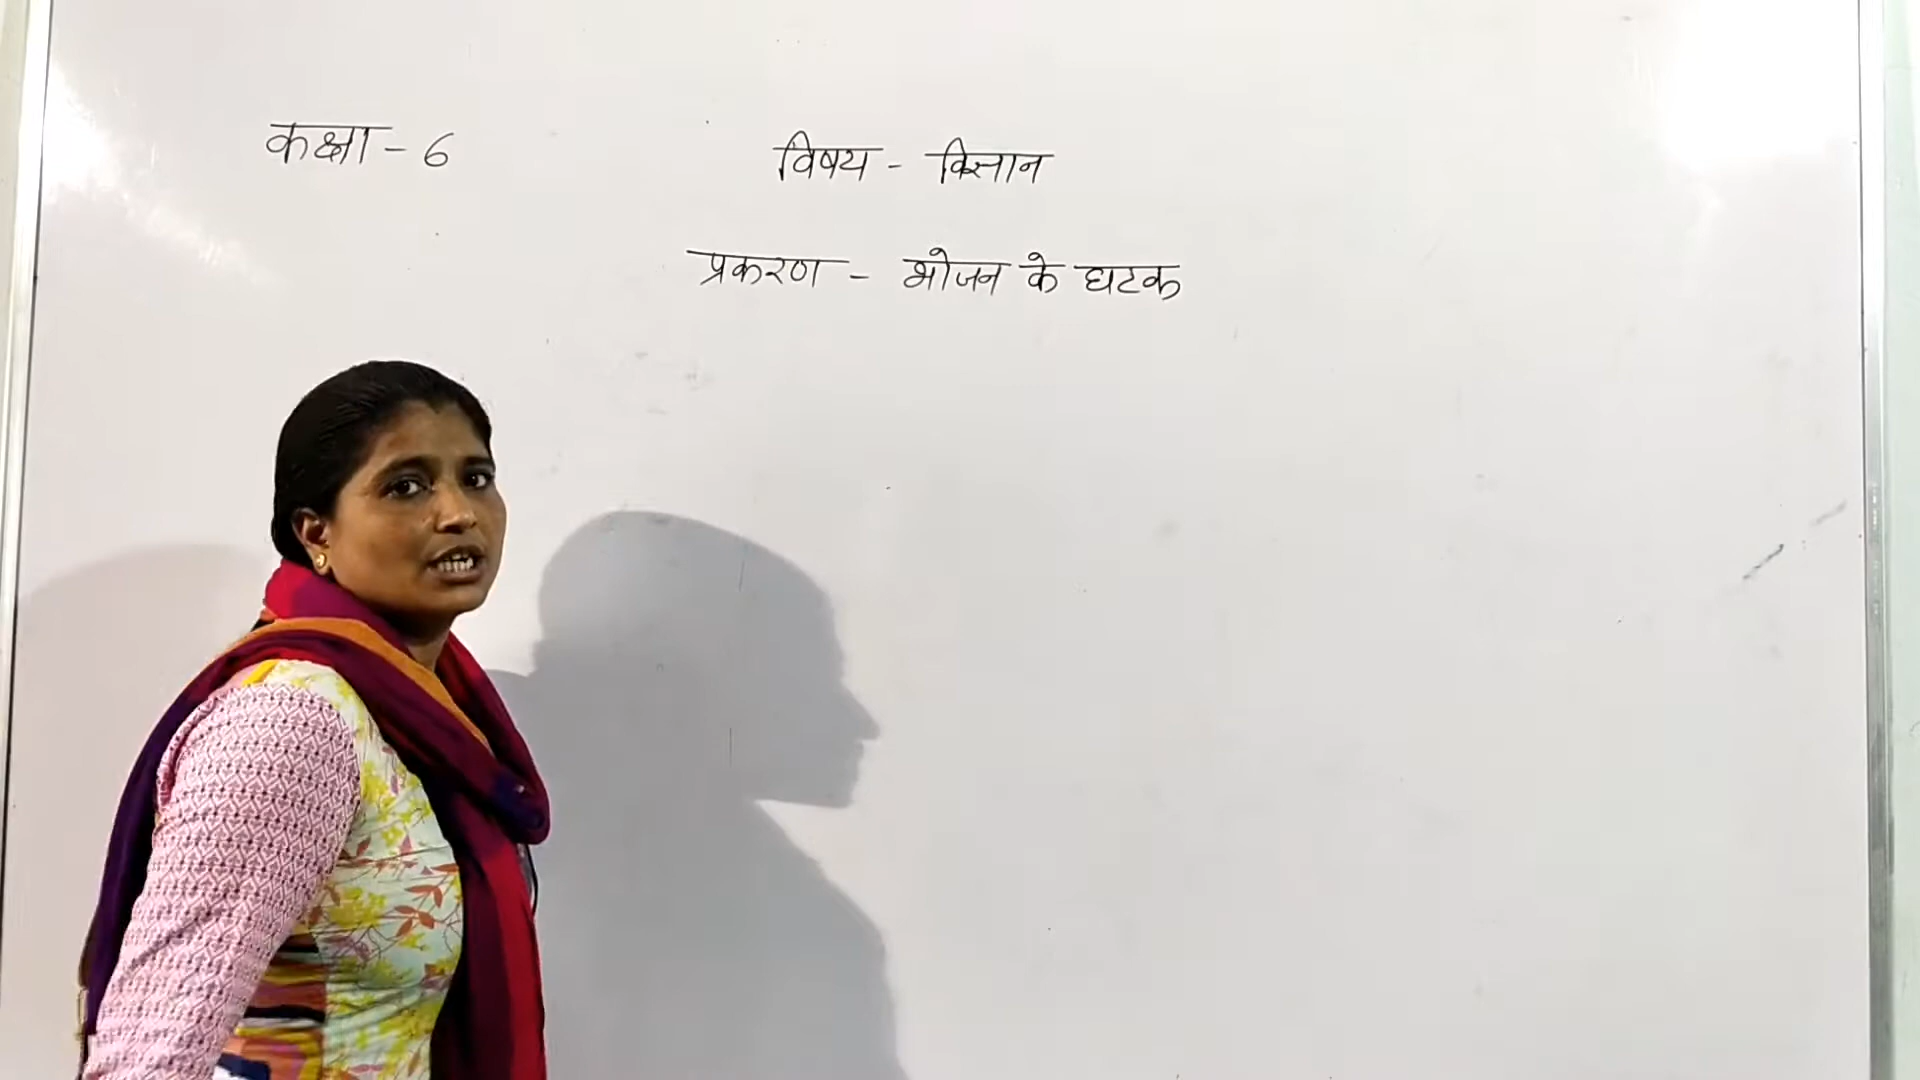 कक्षा - 6
विषय - विज्ञान
प्रकरण - भोजन के घटक